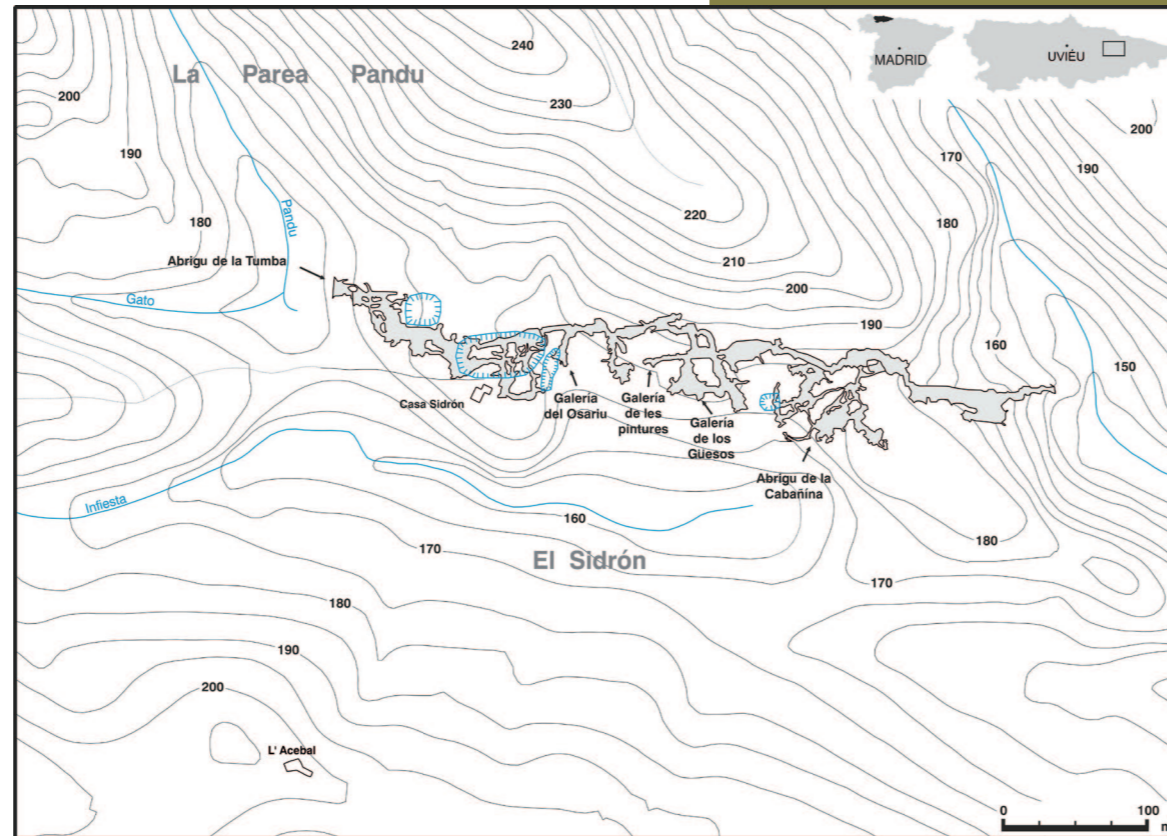 La Parea Pandu
240
MADRID
UVIÉU
200
230
200
190
170
190
180
180
220
Pandu
210
Abrigu de la Tumba
200
Gato
190
160
150
Casa Sidrón
Galería
del Osariu
Galería
de les
pintures
Galería
de los
Güesos
Abrigu de la
Cabañína
Infiesta
160
180
170
El Sidrón
170
180
190
200
L' Acebal
0 100